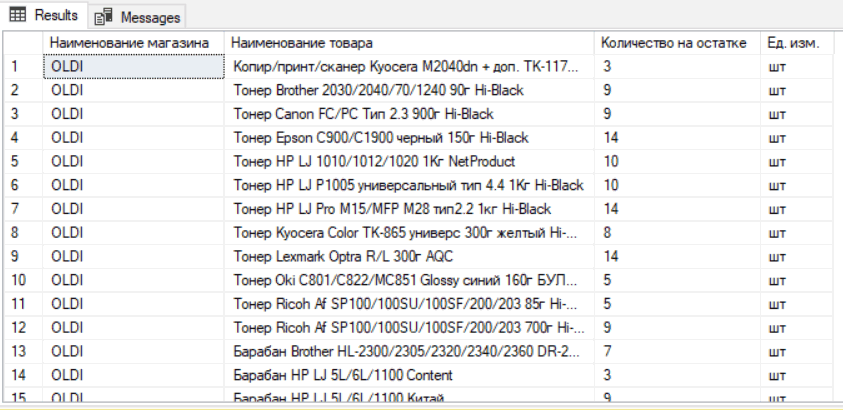 Results Messages
Наименование магазина Наименование товара Количество на остатке Ед. изм.
1 OLDI Копир/принт/сканер Kyocera M2040dn + доп. TK-117... 3 шт
2 OLDI Тонер Brother 2030/2040/70/1240 90г Hi-Black 9 шт
3 OLDI Тонер Canon FC/PC Тип 2.3 900г Hi-Black 9 шт
4 OLDI Тонер Epson C900/C1900 черный 150г Hi-Black 14 шт
5 OLDI Тонер HP LJ 1010/1012/1020 1Кг NetProduct 10 шт
6 OLDI Тонер HP LJ P1005 универсальный тип 4.4 1Кг Hi-Black 10 шт
7 OLDI Тонер HP LJ Pro M15/MFP M28 тип2.2 1кг Hi-Black 14 шт
8 OLDI Тонер Kyocera Color TK-865 универс 300г желтый Hi-... 8 шт
9 OLDI Тонер Lexmark Optra R/L 300г AQC 14 шт
10 OLDI Тонер Oki C801/C822/MC851 Glossy синий 160г БУЛ... 5 шт
11 OLDI Тонер Ricoh Af SP100/100SU/100SF/200/203 85г Hi-... 5 шт
12 OLDI Тонер Ricoh Af SP100/100SU/100SF/200/203 700г Hi-... 9 шт
13 OLDI Барабан Brother HL-2300/2305/2320/2340/2360 DR-2... 7 шт
14 OLDI Барабан HP LJ 5L/6L/1100 Content 3 шт
15 OLDI Барабан HP LJ 5L/6L/1100 Китай 9 шт